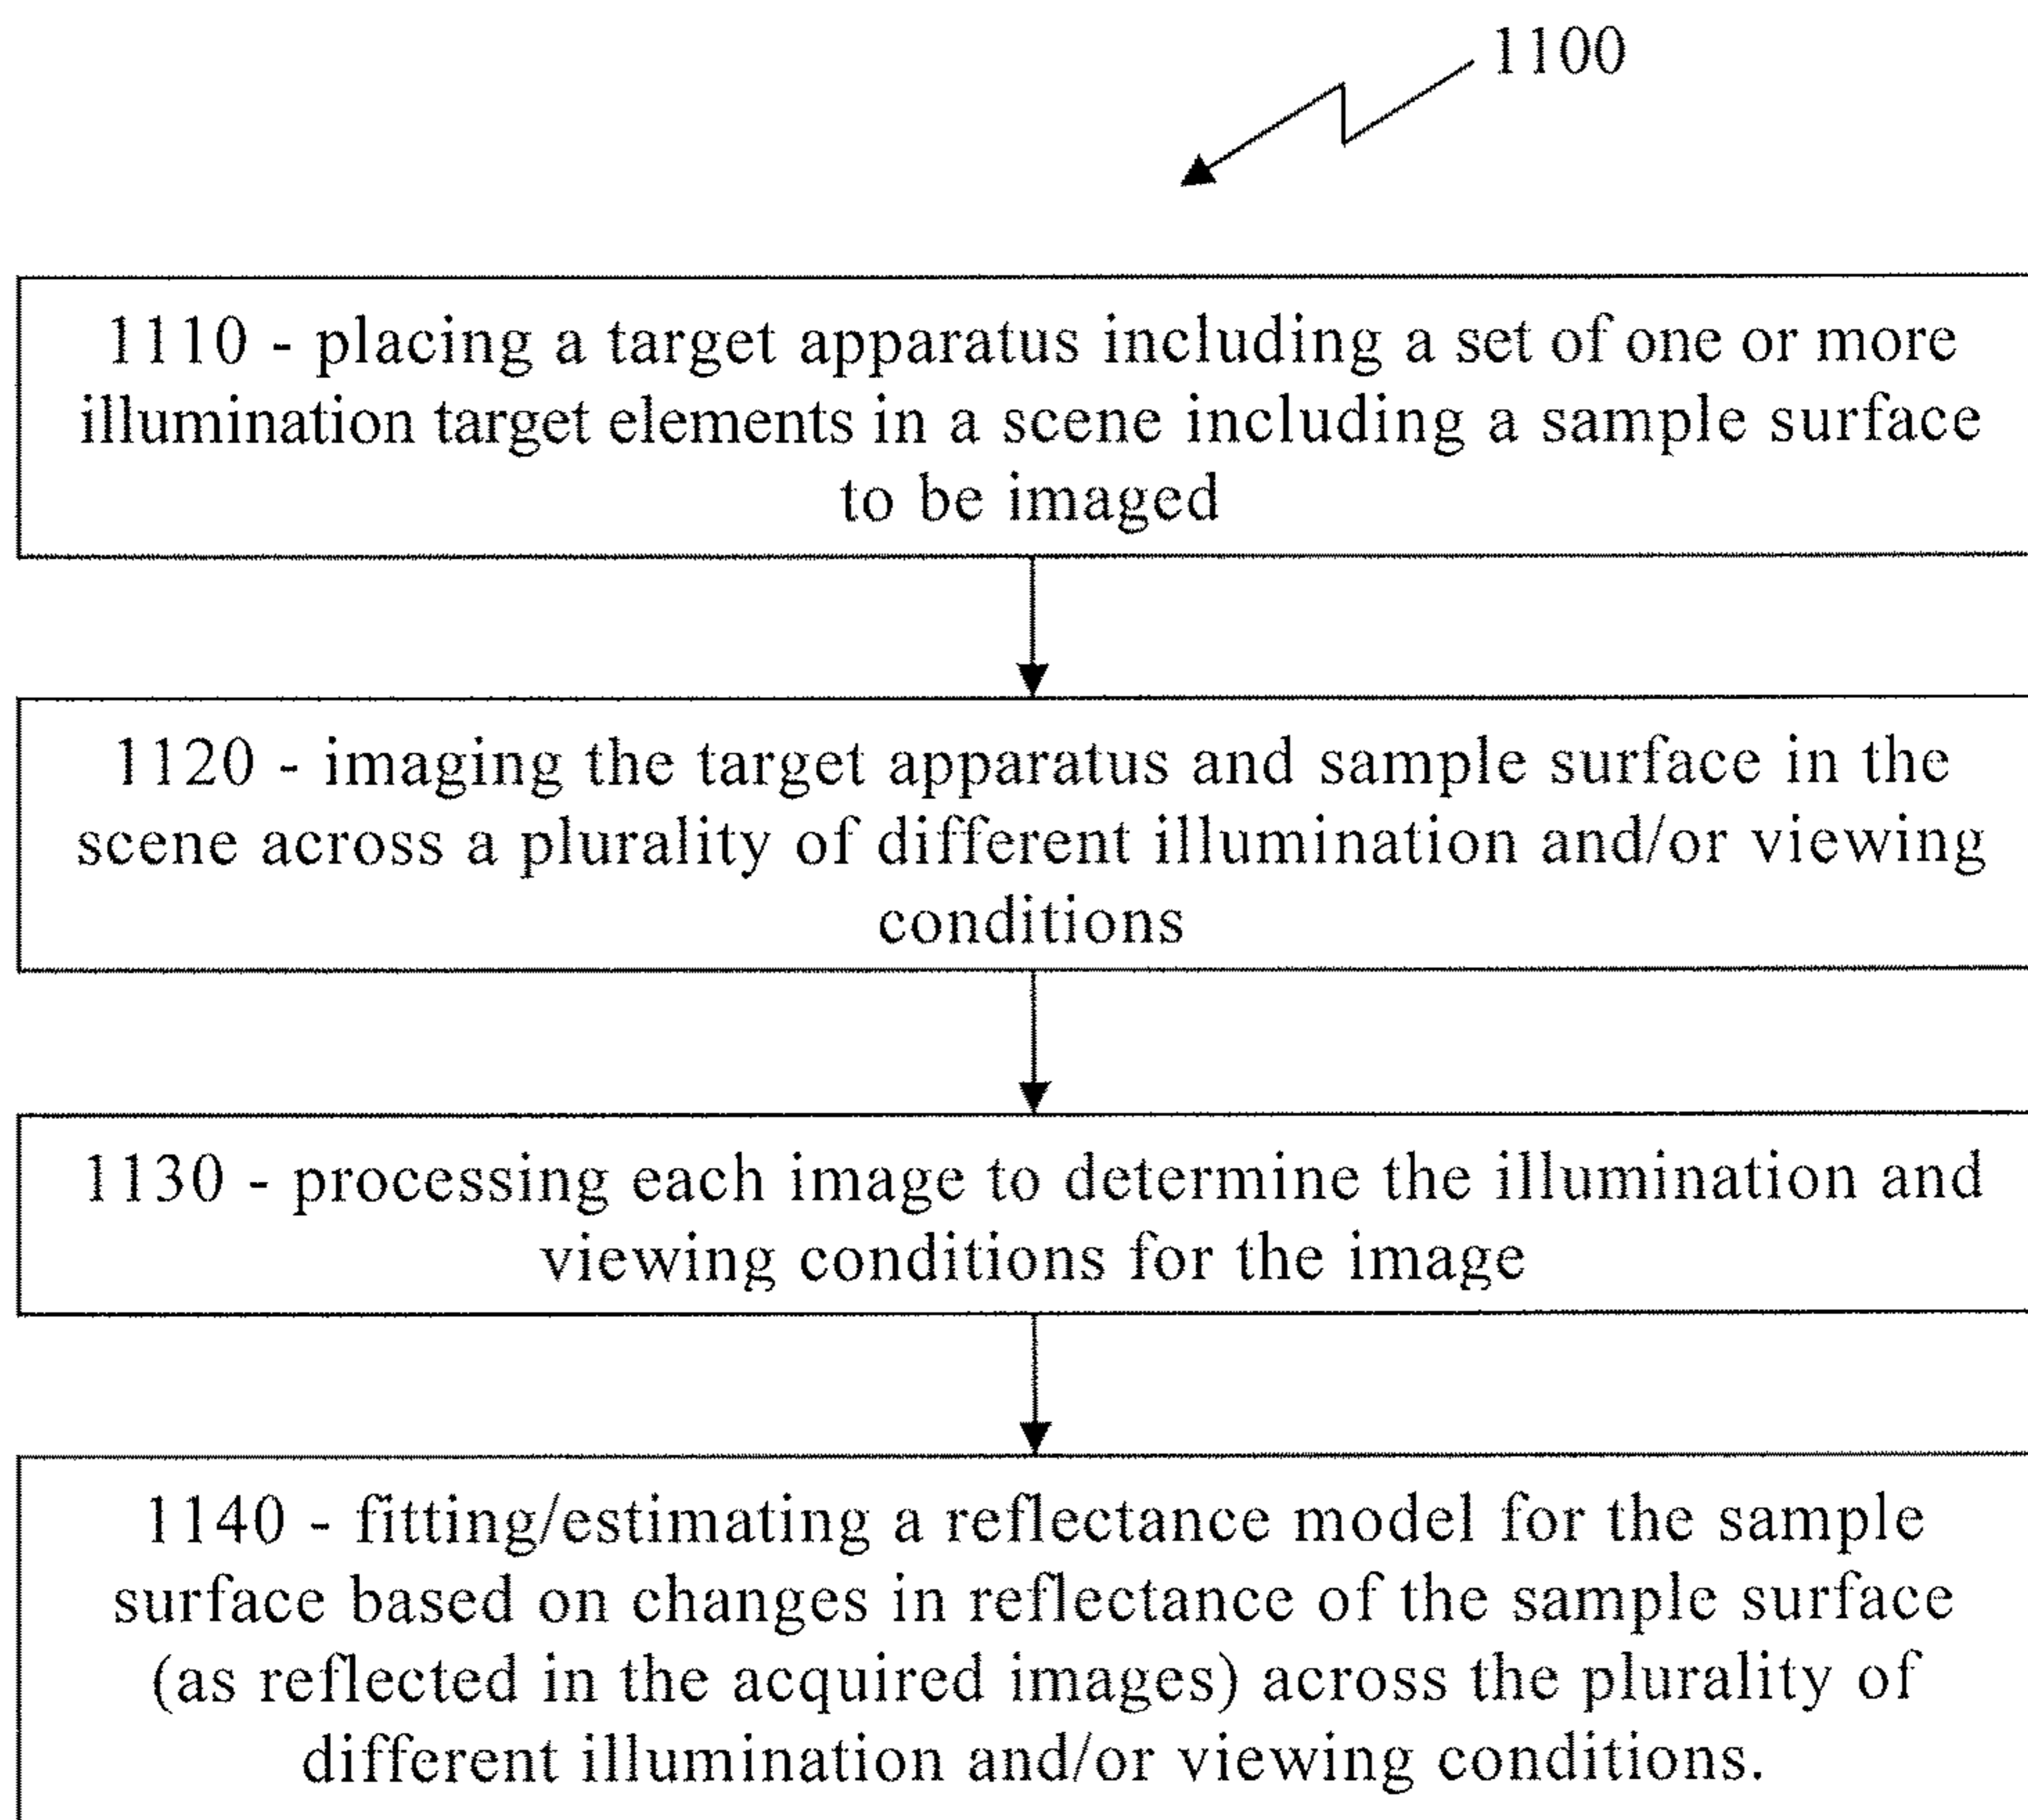 1100
1110 - placing a target apparatus including a set of one or more
illumination target elements in a scene including a sample surface
to be imaged
1120 - imaging the target apparatus and sample surface in the
scene across a plurality of different illumination and/or viewing
conditions
1130 - processing each image to determine the illumination and
viewing conditions for the image
1140 - fitting/estimating a reflectance model for the sample
surface based on changes in reflectance of the sample surface
(as reflected in the acquired images) across the plurality of
different illumination and/or viewing conditions.